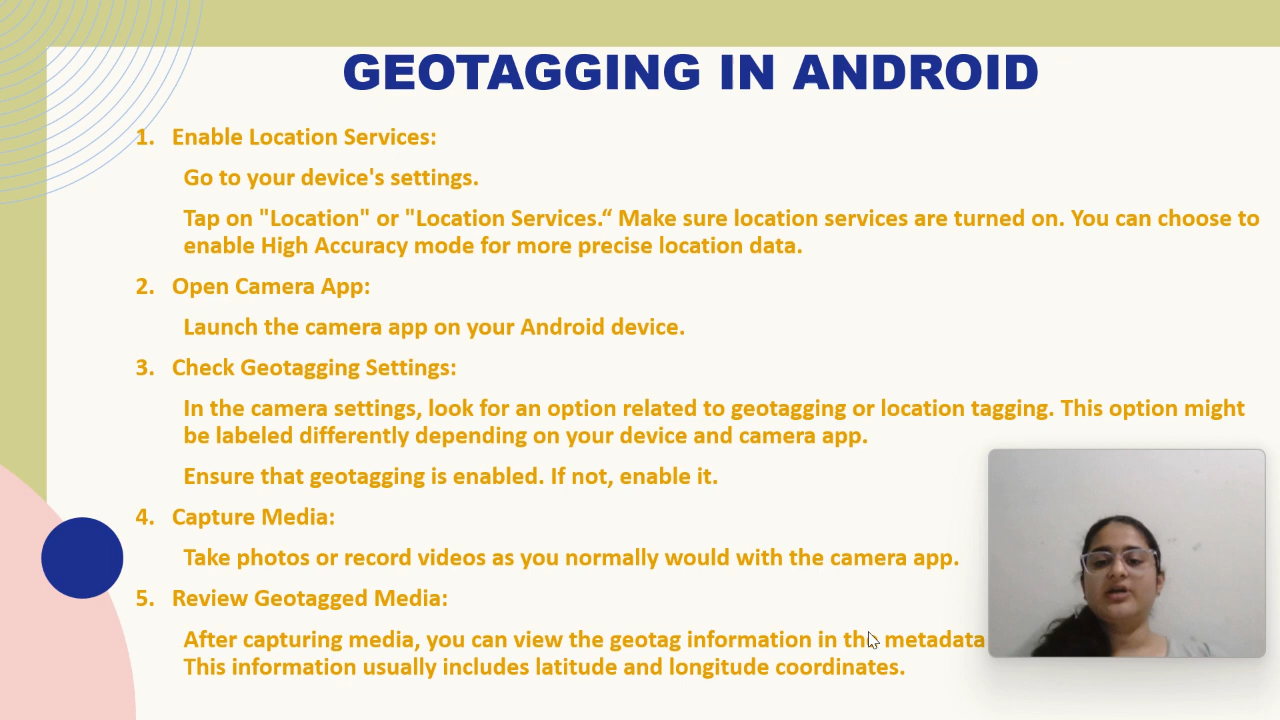 GEOTAGGING IN ANDROID
1. Enable Location Services:
Go to your device's settings.
Tap on "Location" or "Location Services.“ Make sure location services are turned on. You can choose to
enable High Accuracy mode for more precise location data.
2. Open Camera App:
Launch the camera app on your Android device.
3. Check Geotagging Settings:
In the camera settings, look for an option related to geotagging or location tagging. This option might
be labeled differently depending on your device and camera app.
Ensure that geotagging is enabled. If not, enable it.
4. Capture Media:
Take photos or record videos as you normally would with the camera app.
5. Review Geotagged Media:
After capturing media, you can view the geotag information in the metadata
This information usually includes latitude and longitude coordinates.